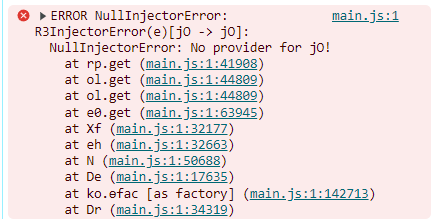 ERROR NullInjectorError: main.js:1
R3InjectorError(e)[jO -> jO]:
NullInjectorError: No provider for jO!
at rp.get (main.js:1:41908)
at ol.get (main.js:1:44809)
at ol.get (main.js:1:44809)
at e0.get (main.js:1:63945)
at Xf (main.js:1:32177)
at eh (main.js:1:32663)
at N (main.js:1:50688)
at De (main.js:1:17635)
at ko.ɵfac [as factory] (main.js:1:142713)
at Dr (main.js:1:34319)